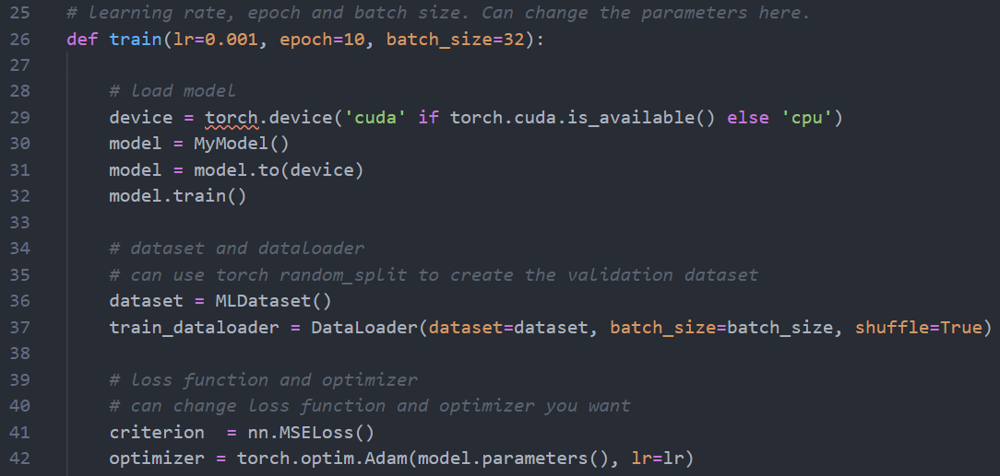 25 # learning rate, epoch and batch size. Can change the parameters here.
26 def train(lr=0.001, epoch=10, batch_size=32):
27
28     # load model
29     device = torch.device('cuda' if torch.cuda.is_available() else 'cpu')
30     model = MyModel()
31     model = model.to(device)
32     model.train()
33
34     # dataset and dataloader
35     # can use torch random_split to create the validation dataset
36     dataset = MLDataset()
37     train_dataloader = DataLoader(dataset=dataset, batch_size=batch_size, shuffle=True)
38
39     # loss function and optimizer
40     # can change loss function and optimizer you want
41     criterion  = nn.MSELoss()
42     optimizer = torch.optim.Adam(model.parameters(), lr=lr)